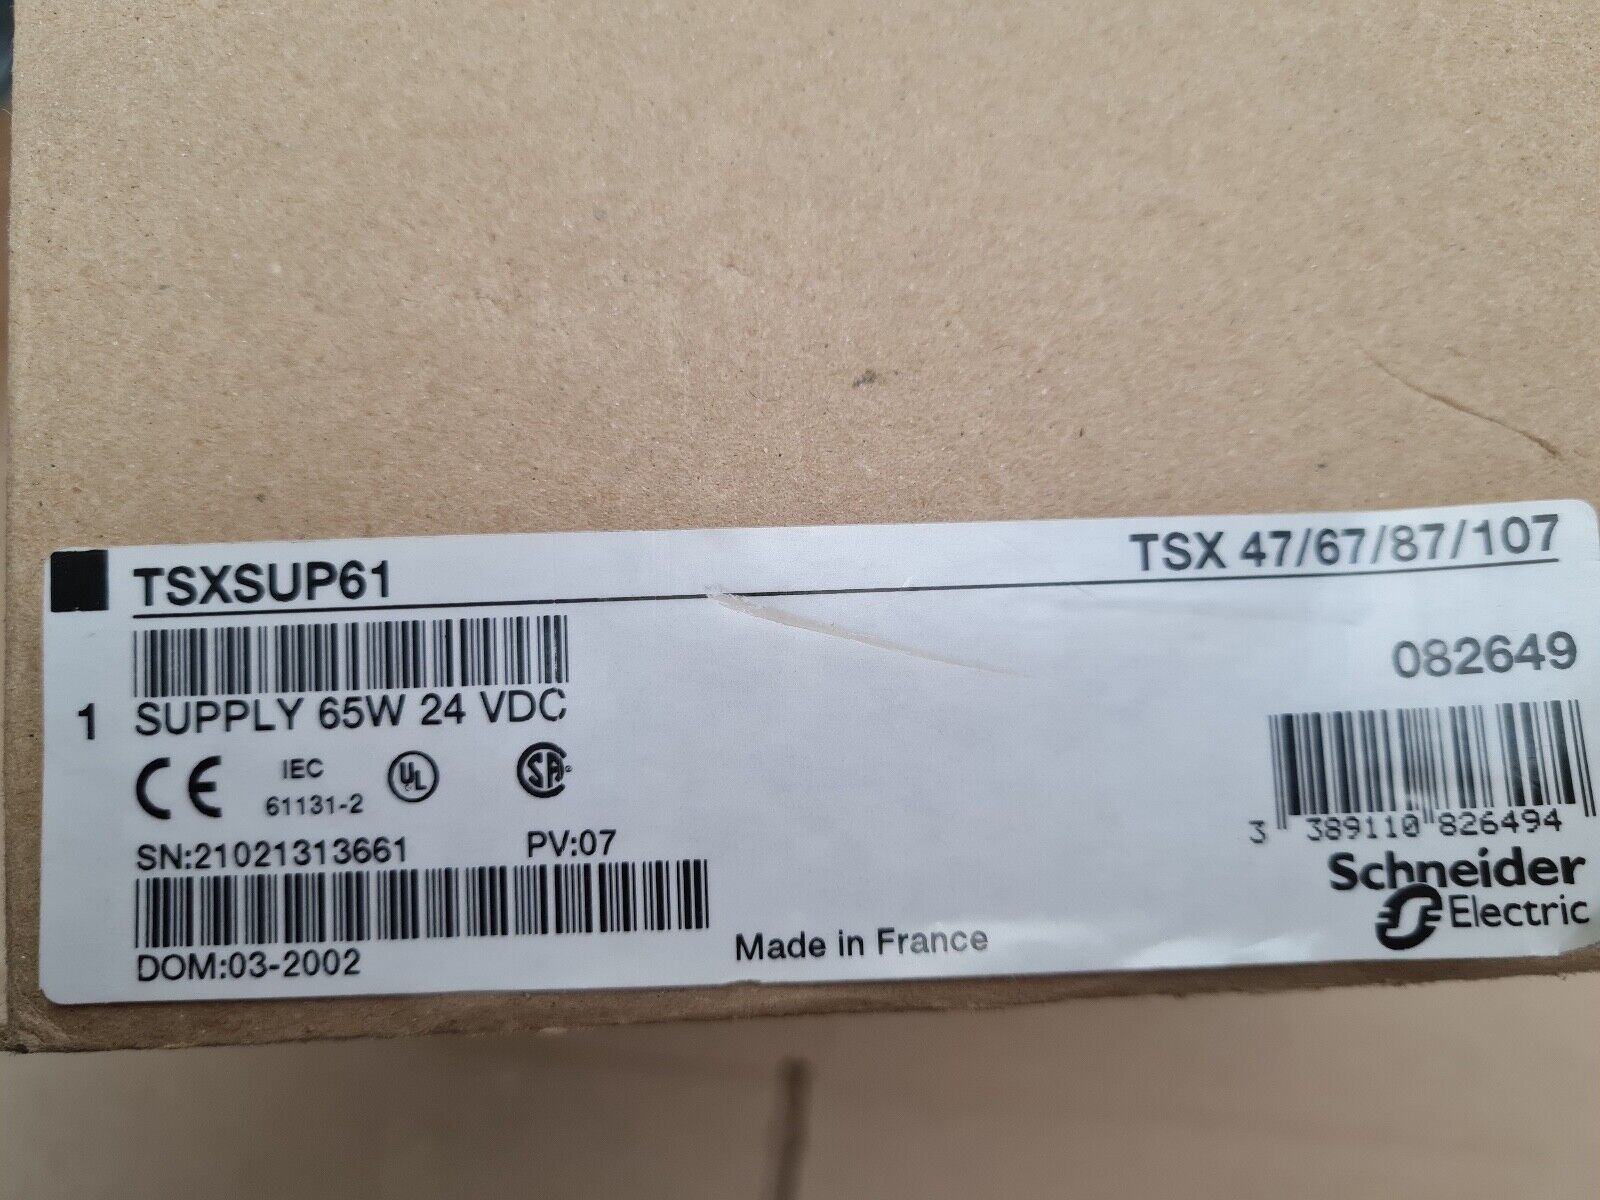 TSXSUP61
TSX 47/67/87/107
082649
1 SUPPLY 65W 24 VDC
CE IEC 61131-2 UL SA
SN:21021313661 PV:07
3 389110 826494
Schneider
Electric
DOM:03-2002
Made in France